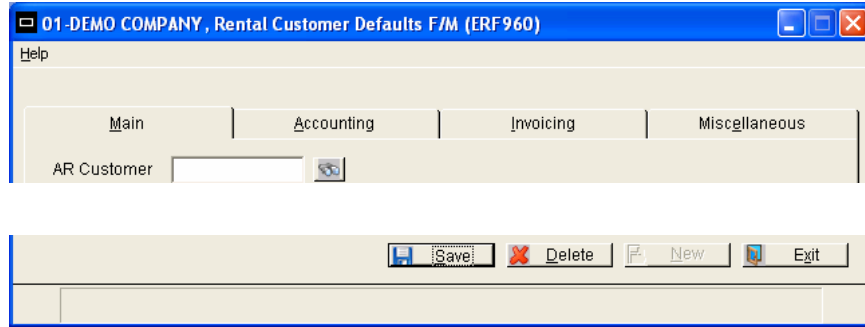 01-DEMO COMPANY, Rental Customer Defaults F/M (ERF960)
Help
Main Accounting Invoicing Miscellaneous
AR Customer
Save Delete New Exit